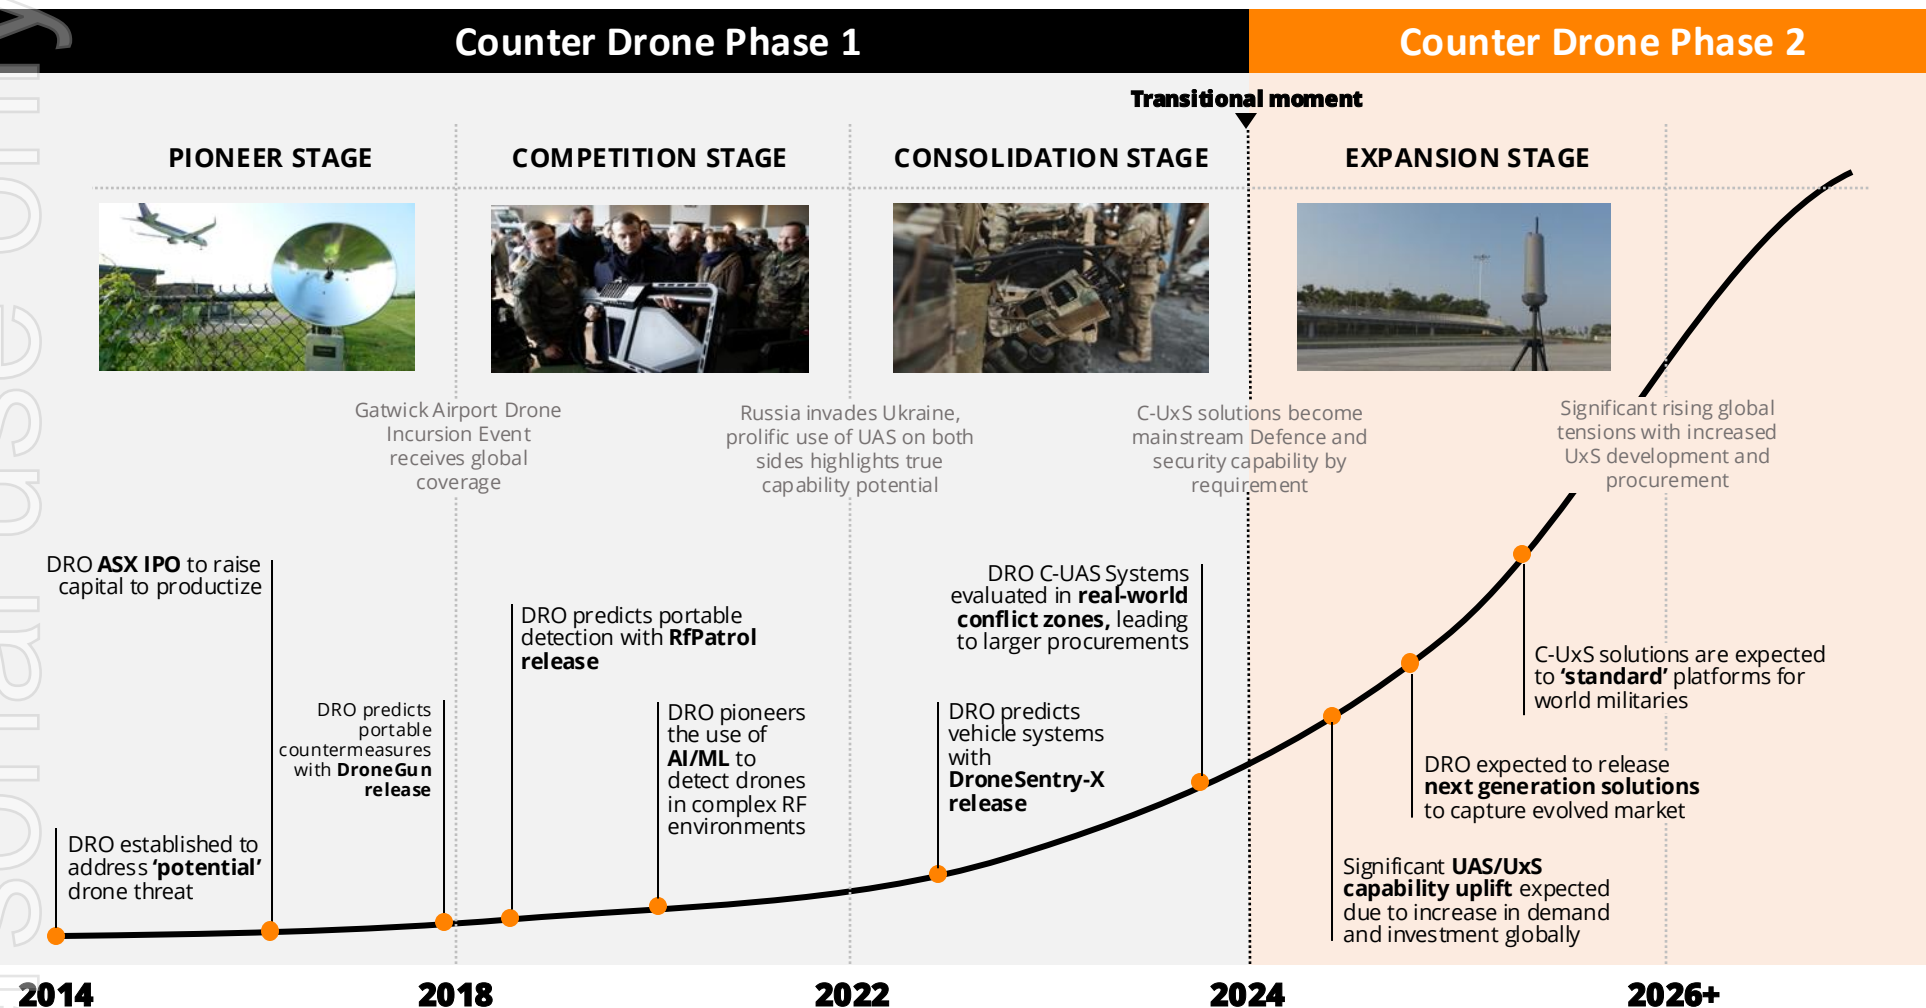 Counter Drone Phase 1
Counter Drone Phase 2
Transitional moment
PIONEER STAGE
COMPETITION STAGE
CONSOLIDATION STAGE
EXPANSION STAGE
Gatwick Airport Drone
Incursion Event
receives global
coverage
Russia invades Ukraine,
prolific use of UAS on both
sides highlights true
capability potential
C-UxS solutions become
mainstream Defence and
security capability by
requirement
Significant rising global
tensions with increased
UxS development and
procurement
DRO established to
address ‘potential’
drone threat
DRO ASX IPO to raise
capital to productize
DRO predicts
portable
countermeasures
with DroneGun
release
DRO predicts portable
detection with RfPatrol
release
DRO pioneers
the use of
AI/ML to
detect drones
in complex RF
environments
DRO predicts
vehicle systems
with
DroneSentry-X
release
DRO C-UAS Systems
evaluated in real-world
conflict zones, leading
to larger procurements
Significant UAS/UxS
capability uplift expected
due to increase in demand
and investment globally
DRO expected to release
next generation solutions
to capture evolved market
C-UxS solutions are expected
to ‘standard’ platforms for
world militaries
2014
2018
2022
2024
2026+
sonal use only